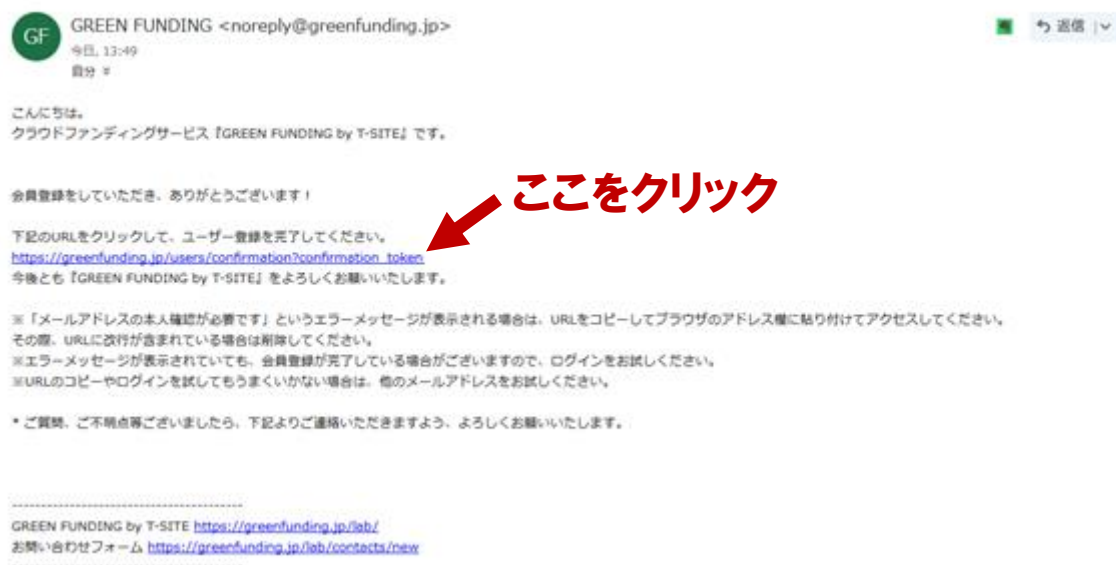 GF
GREEN FUNDING <noreply@greenfunding.jp>
今日, 13:49
自分
返信
こんにちは。
クラウドファンディングサービス『GREEN FUNDING by T-SITE』です。
会員登録をしていただき、ありがとうございます!
ここをクリック
下記のURLをクリックして、ユーザー登録を完了してください。
https://greenfunding.jp/users/confirmation?confirmation_token
今後とも『GREEN FUNDING by T-SITE』をよろしくお願いいたします。
※「メールアドレスの本人確認が必要です」というエラーメッセージが表示される場合は、URLをコピーしてブラウザのアドレス欄に貼り付けてアクセスしてください。
その際、URLに改行が含まれている場合は削除してください。
※エラーメッセージが表示されていても、会員登録が完了している場合がございますので、ログインをお試しください。
※URLのコピーやログインを試してもうまくいかない場合は、他のメールアドレスをお試しください。
* ご質問、ご不明点等ございましたら、下記よりご連絡いただきますよう、よろしくお願いいたします。
----------------------------------------
GREEN FUNDING by T-SITE https://greenfunding.jp/lab/
お問い合わせフォーム https://greenfunding.jp/lab/contacts/new